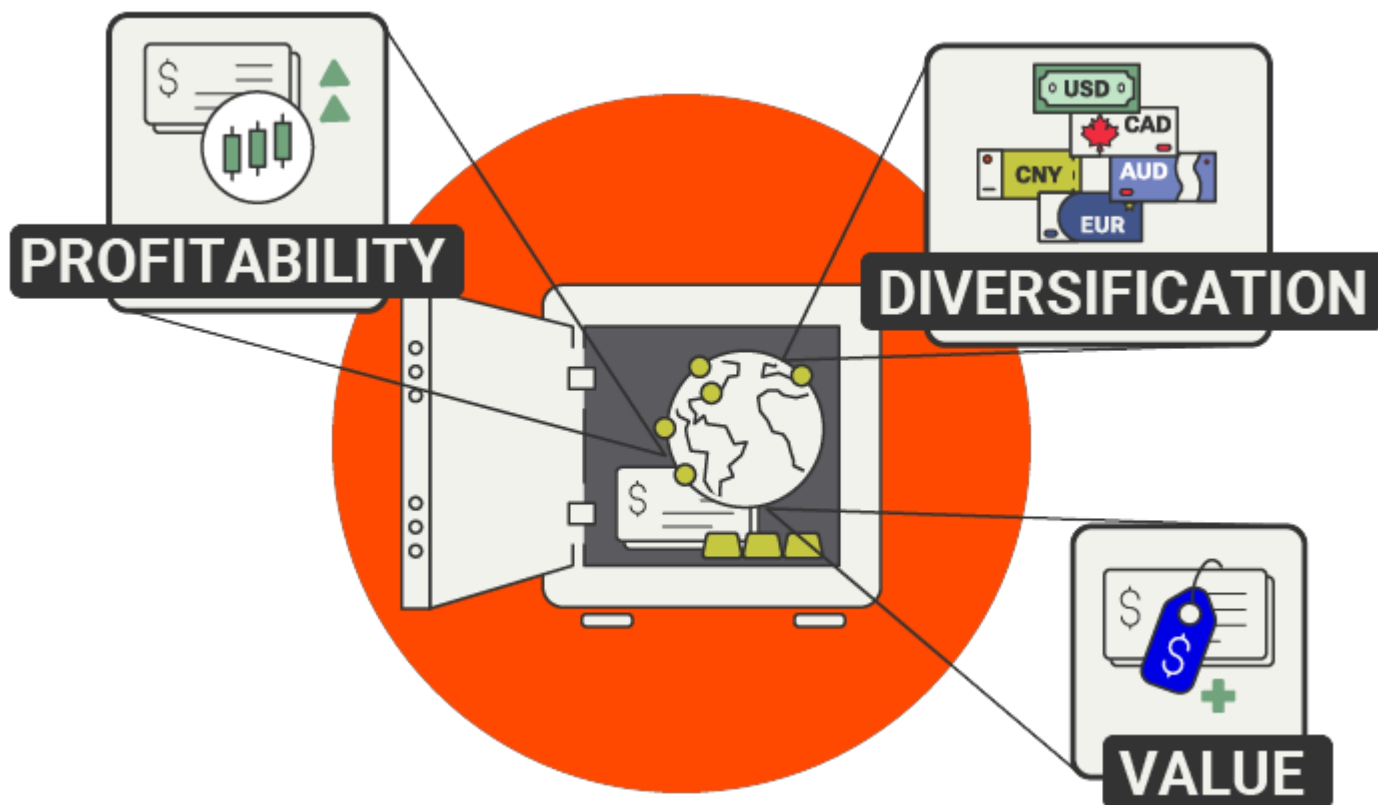 $
PROFITABILITY
USD
CAD
CNY
AUD
EUR
DIVERSIFICATION
$
$
$
VALUE